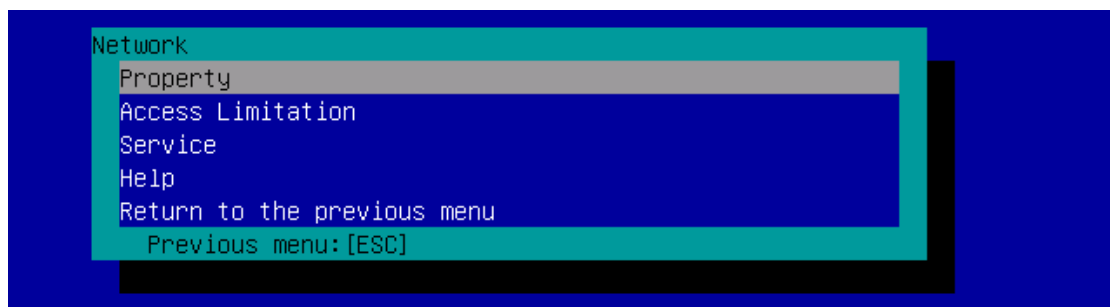 Network
Property
Access Limitation
Service
Help
Return to the previous menu
Previous menu:[ESC]